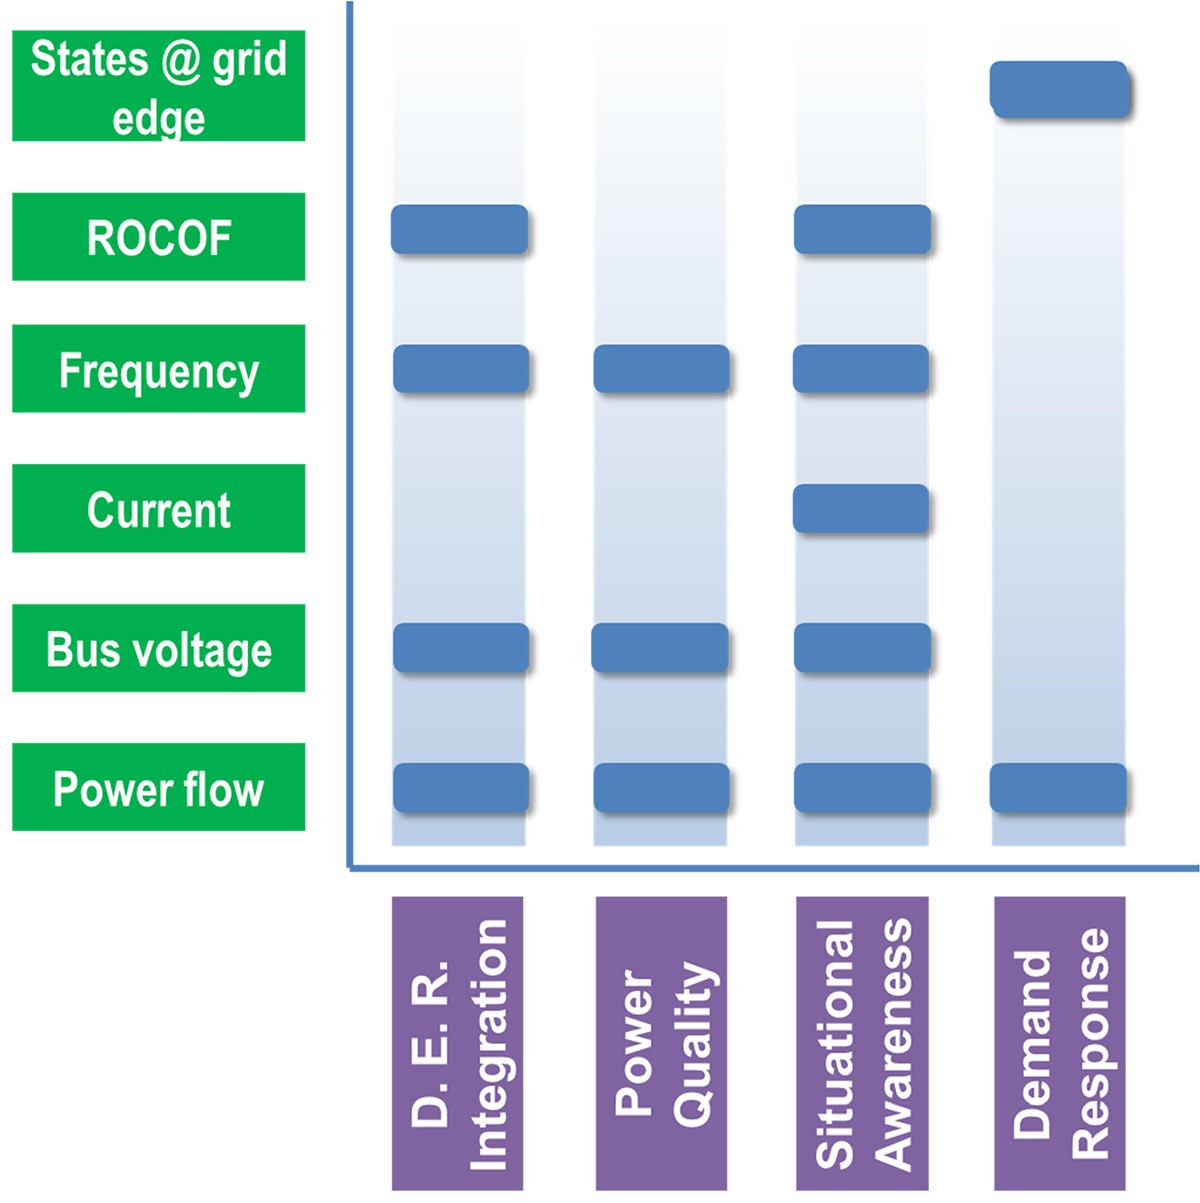 States @ grid
edge
ROCOF
Frequency
Current
Bus voltage
Power flow
D. E. R.
Integration
Power
Quality
Situational
Awareness
Demand
Response